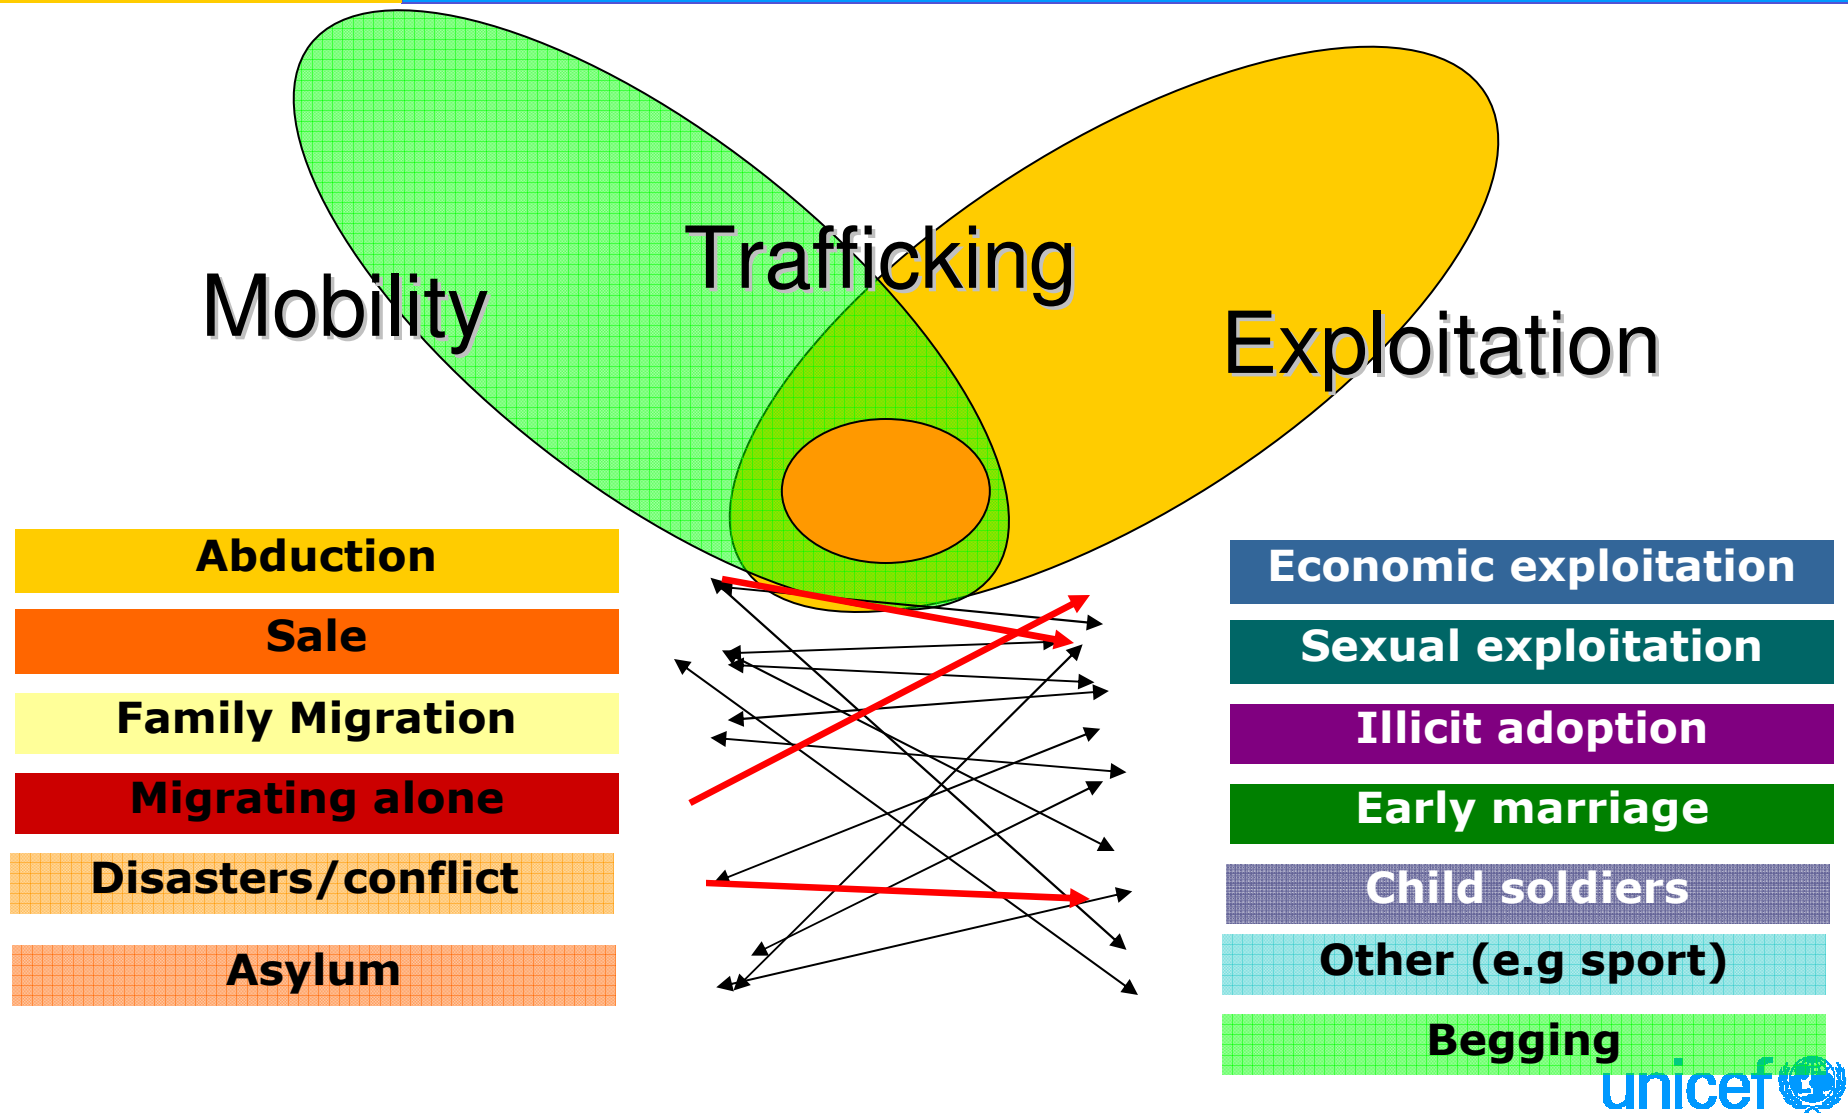 Trafficking
Mobility
Exploitation
Abduction
Sale
Family Migration
Migrating alone
Disasters/conflict
Asylum
Economic exploitation
Sexual exploitation
Illicit adoption
Early marriage
Child soldiers
Other (e.g sport)
Begging
unicef